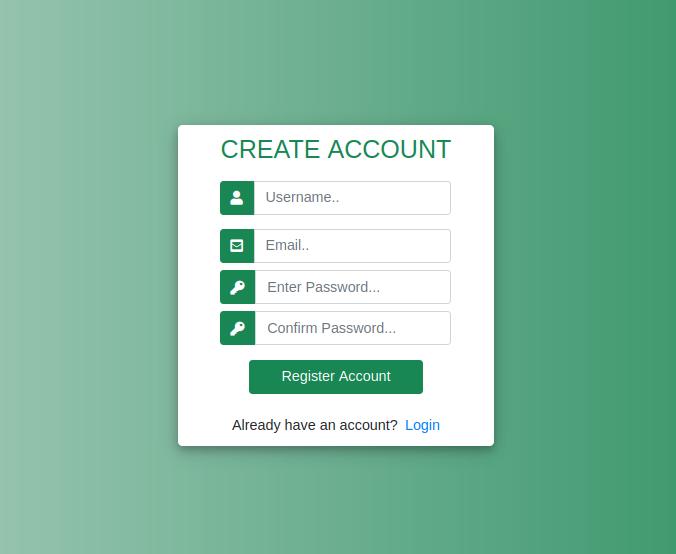 CREATE ACCOUNT
Username..
Email..
Enter Password...
Confirm Password...
Register Account
Already have an account? Login